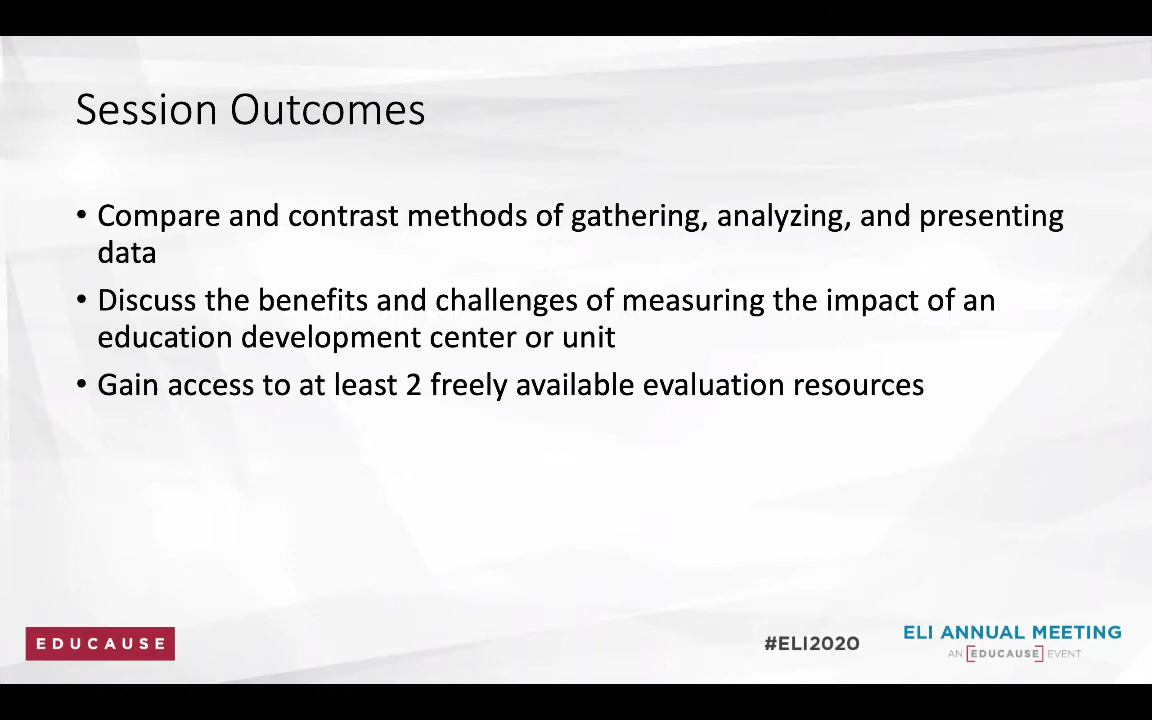 Session Outcomes
• Compare and contrast methods of gathering, analyzing, and presenting
data
• Discuss the benefits and challenges of measuring the impact of an
education development center or unit
• Gain access to at least 2 freely available evaluation resources
EDUCAUSE
#ELI2020
ELI ANNUAL MEETING
AN [EDUCAUSE] EVENT